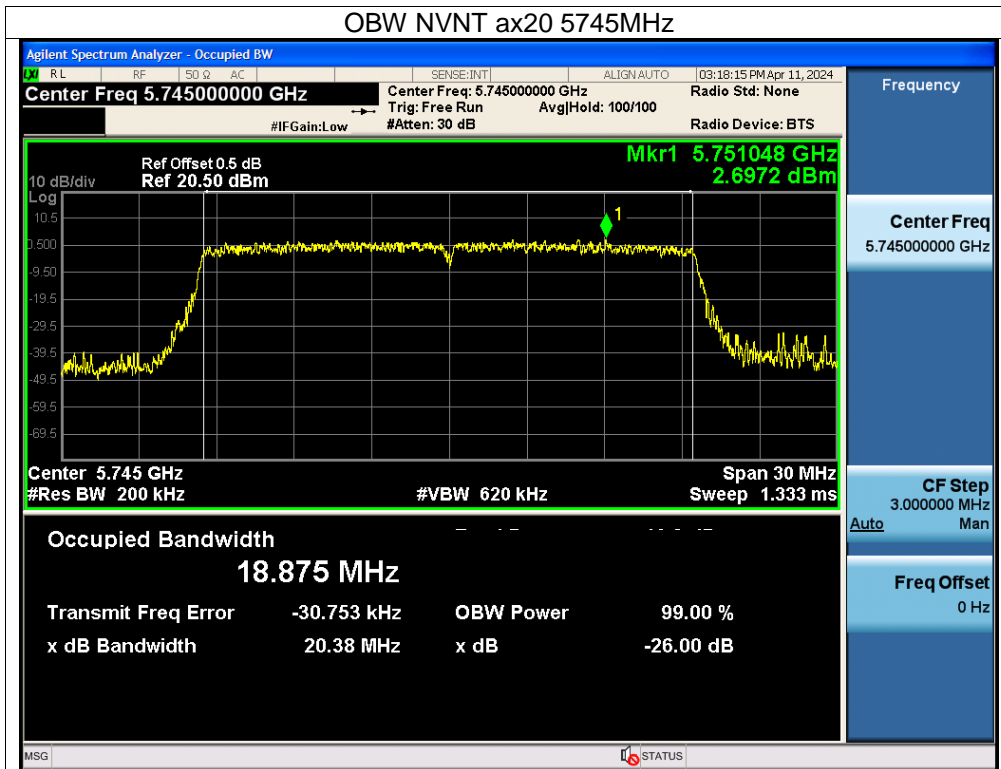 OBW NVNT ax20 5745MHz
Agilent Spectrum Analyzer - Occupied BW
LXI RL RF 50 Ω AC SENSE:INT ALIGN AUTO 03:18:15 PM Apr 11, 2024
Center Freq 5.745000000 GHz Center Freq: 5.745000000 GHz Radio Std: None
Trig: Free Run Avg|Hold: 100/100
#IFGain:Low #Atten: 30 dB Radio Device: BTS
Frequency
Ref Offset 0.5 dB Mkr1 5.751048 GHz
10 dB/div Ref 20.50 dBm 2.6972 dBm
Log
10.5
0.500
-9.50
-19.5
-29.5
-39.5
-49.5
-59.5
-69.5
1
Center 5.745 GHz Span 30 MHz
#Res BW 200 kHz #VBW 620 kHz Sweep 1.333 ms
Center Freq
5.745000000 GHz
CF Step
3.000000 MHz
Auto Man
Freq Offset
0 Hz
Occupied Bandwidth
18.875 MHz
Transmit Freq Error -30.753 kHz OBW Power 99.00 %
x dB Bandwidth 20.38 MHz x dB -26.00 dB
MSG STATUS